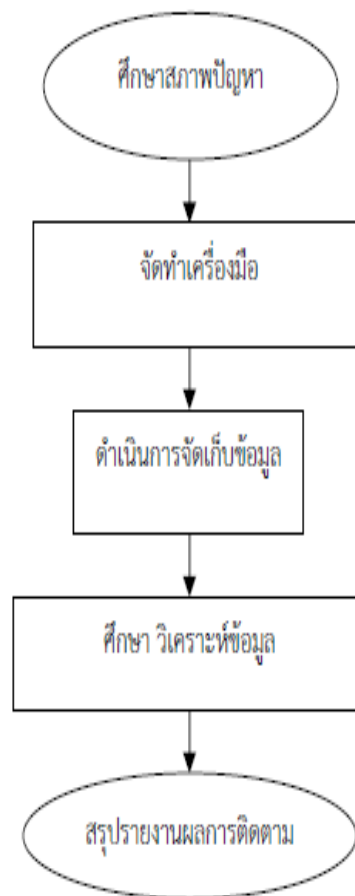 ศึกษาสภาพปัญหา
จัดทำเครื่องมือ
ดำเนินการจัดเก็บข้อมูล
ศึกษา วิเคราะห์ข้อมูล
สรุปรายงานผลการติดตาม